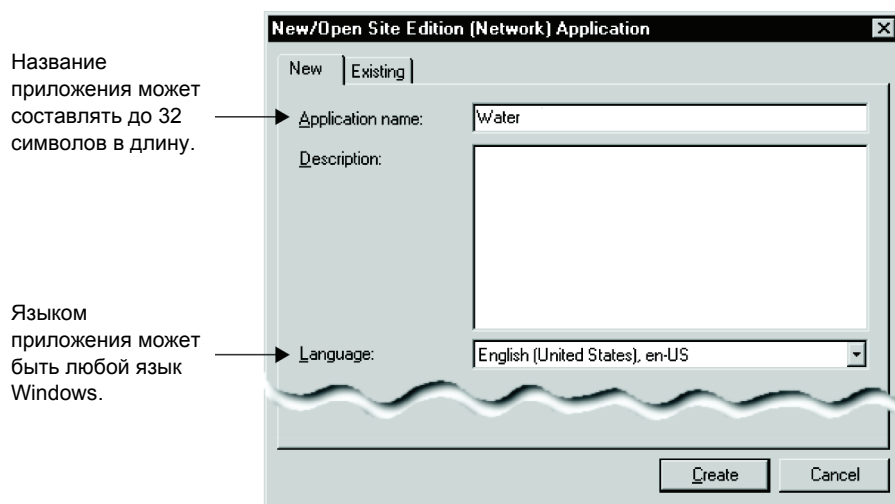 New/Open Site Edition (Network) Application
New Existing
Название
приложения может
составлять до 32
символов в длину.
Application name: Water
Description:
Языком
приложения может
быть любой язык
Windows.
Language: English (United States), en-US
Create Cancel